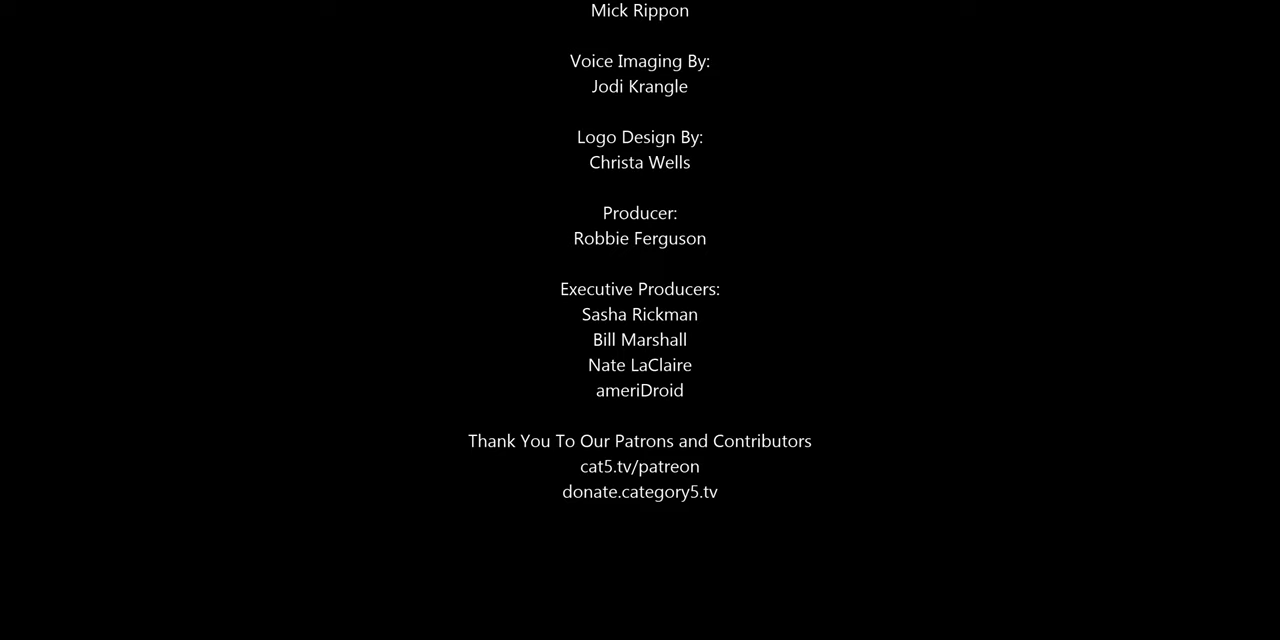 Mick Rippon
Voice Imaging By:
Jodi Krangle
Logo Design By:
Christa Wells
Producer:
Robbie Ferguson
Executive Producers:
Sasha Rickman
Bill Marshall
Nate LaClaire
ameriDroid
Thank You To Our Patrons and Contributors
cat5.tv/patreon
donate.category5.tv